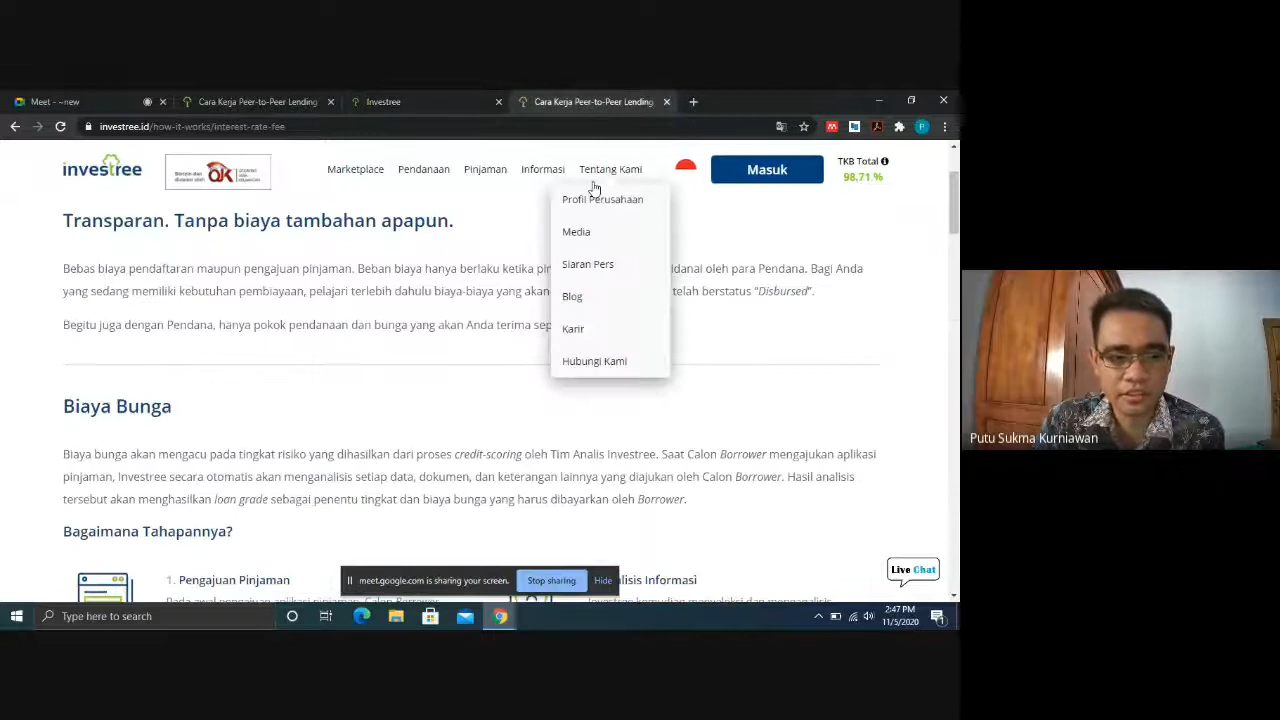 Meet - ~new
Cara Kerja Peer-to-Peer Lending
Investree
Cara Kerja Peer-to-Peer Lending
investree.id/how-it-works/interest-rate-fee
investree
Marketplace
Pendanaan
Pinjaman
Informasi
Tentang Kami
Masuk
TKB Total
98,71 %
Profil Perusahaan
Media
Siaran Pers
Blog
Karir
Hubungi Kami
Transparan. Tanpa biaya tambahan apapun.
Bebas biaya pendaftaran maupun pengajuan pinjaman. Beban biaya hanya berlaku ketika idanai oleh para Pendana. Bagi Anda
yang sedang memiliki kebutuhan pembiayaan, pelajari terlebih dahulu biaya-biaya yang akan telah berstatus “Disbursed”.
Begitu juga dengan Pendana, hanya pokok pendanaan dan bunga yang akan Anda terima
Biaya Bunga
Biaya bunga akan mengacu pada tingkat risiko yang dihasilkan dari proses credit-scoring oleh Tim Analis Investree. Saat Calon Borrower mengajukan aplikasi
pinjaman, Investree secara otomatis akan menganalisis setiap data, dokumen, dan keterangan lainnya yang diajukan oleh Calon Borrower. Hasil analisis
tersebut akan menghasilkan loan grade sebagai penentu tingkat dan biaya bunga yang harus dibayarkan oleh Borrower.
Bagaimana Tahapannya?
1. Pengajuan Pinjaman
alisis Informasi
meet.google.com is sharing your screen.
Stop sharing
Hide
Live Chat
Type here to search
2:47 PM
11/5/2020
Putu Sukma Kurniawan